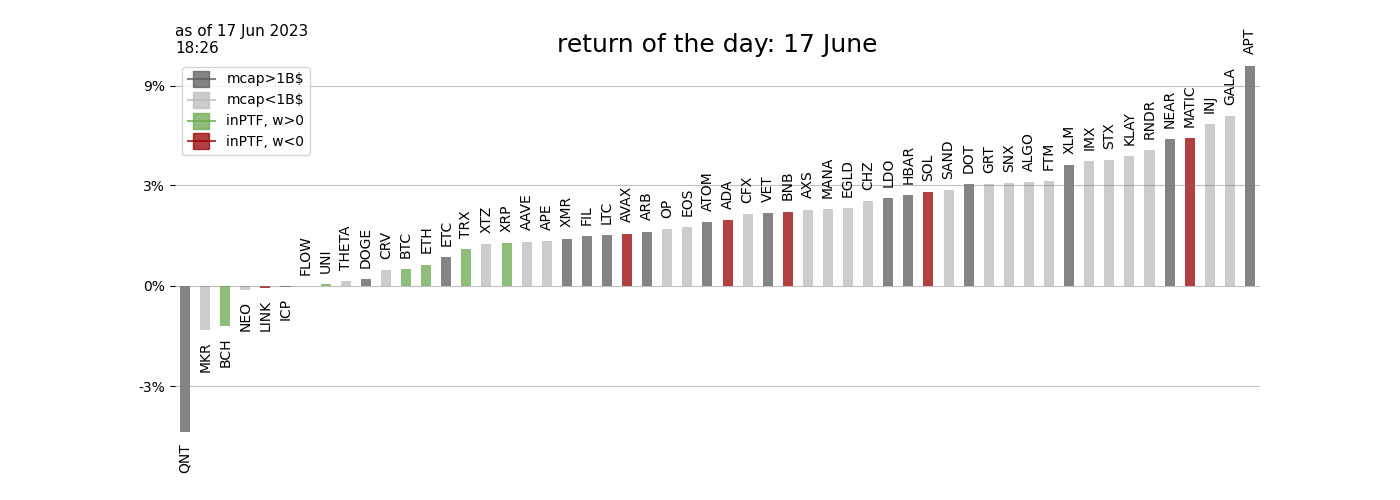 as of 17 Jun 2023
18:26
return of the day: 17 June
mcap>1B$
mcap<1B$
inPTF, w>0
inPTF, w<0
9%
3%
0%
-3%
QNT
MKR
BCH
NEO
LINK
ICP
FLOW
UNI
THETA
DOGE
CRV
BTC
ETH
ETC
TRX
XTZ
XRP
AAVE
APE
XMR
FIL
LTC
AVAX
ARB
OP
EOS
ATOM
ADA
CFX
VET
BNB
AXS
MANA
EGLD
CHZ
LDO
HBAR
SOL
SAND
DOT
GRT
SNX
ALGO
FTM
XLM
IMX
STX
KLAY
RNDR
NEAR
MATIC
INJ
GALA
APT